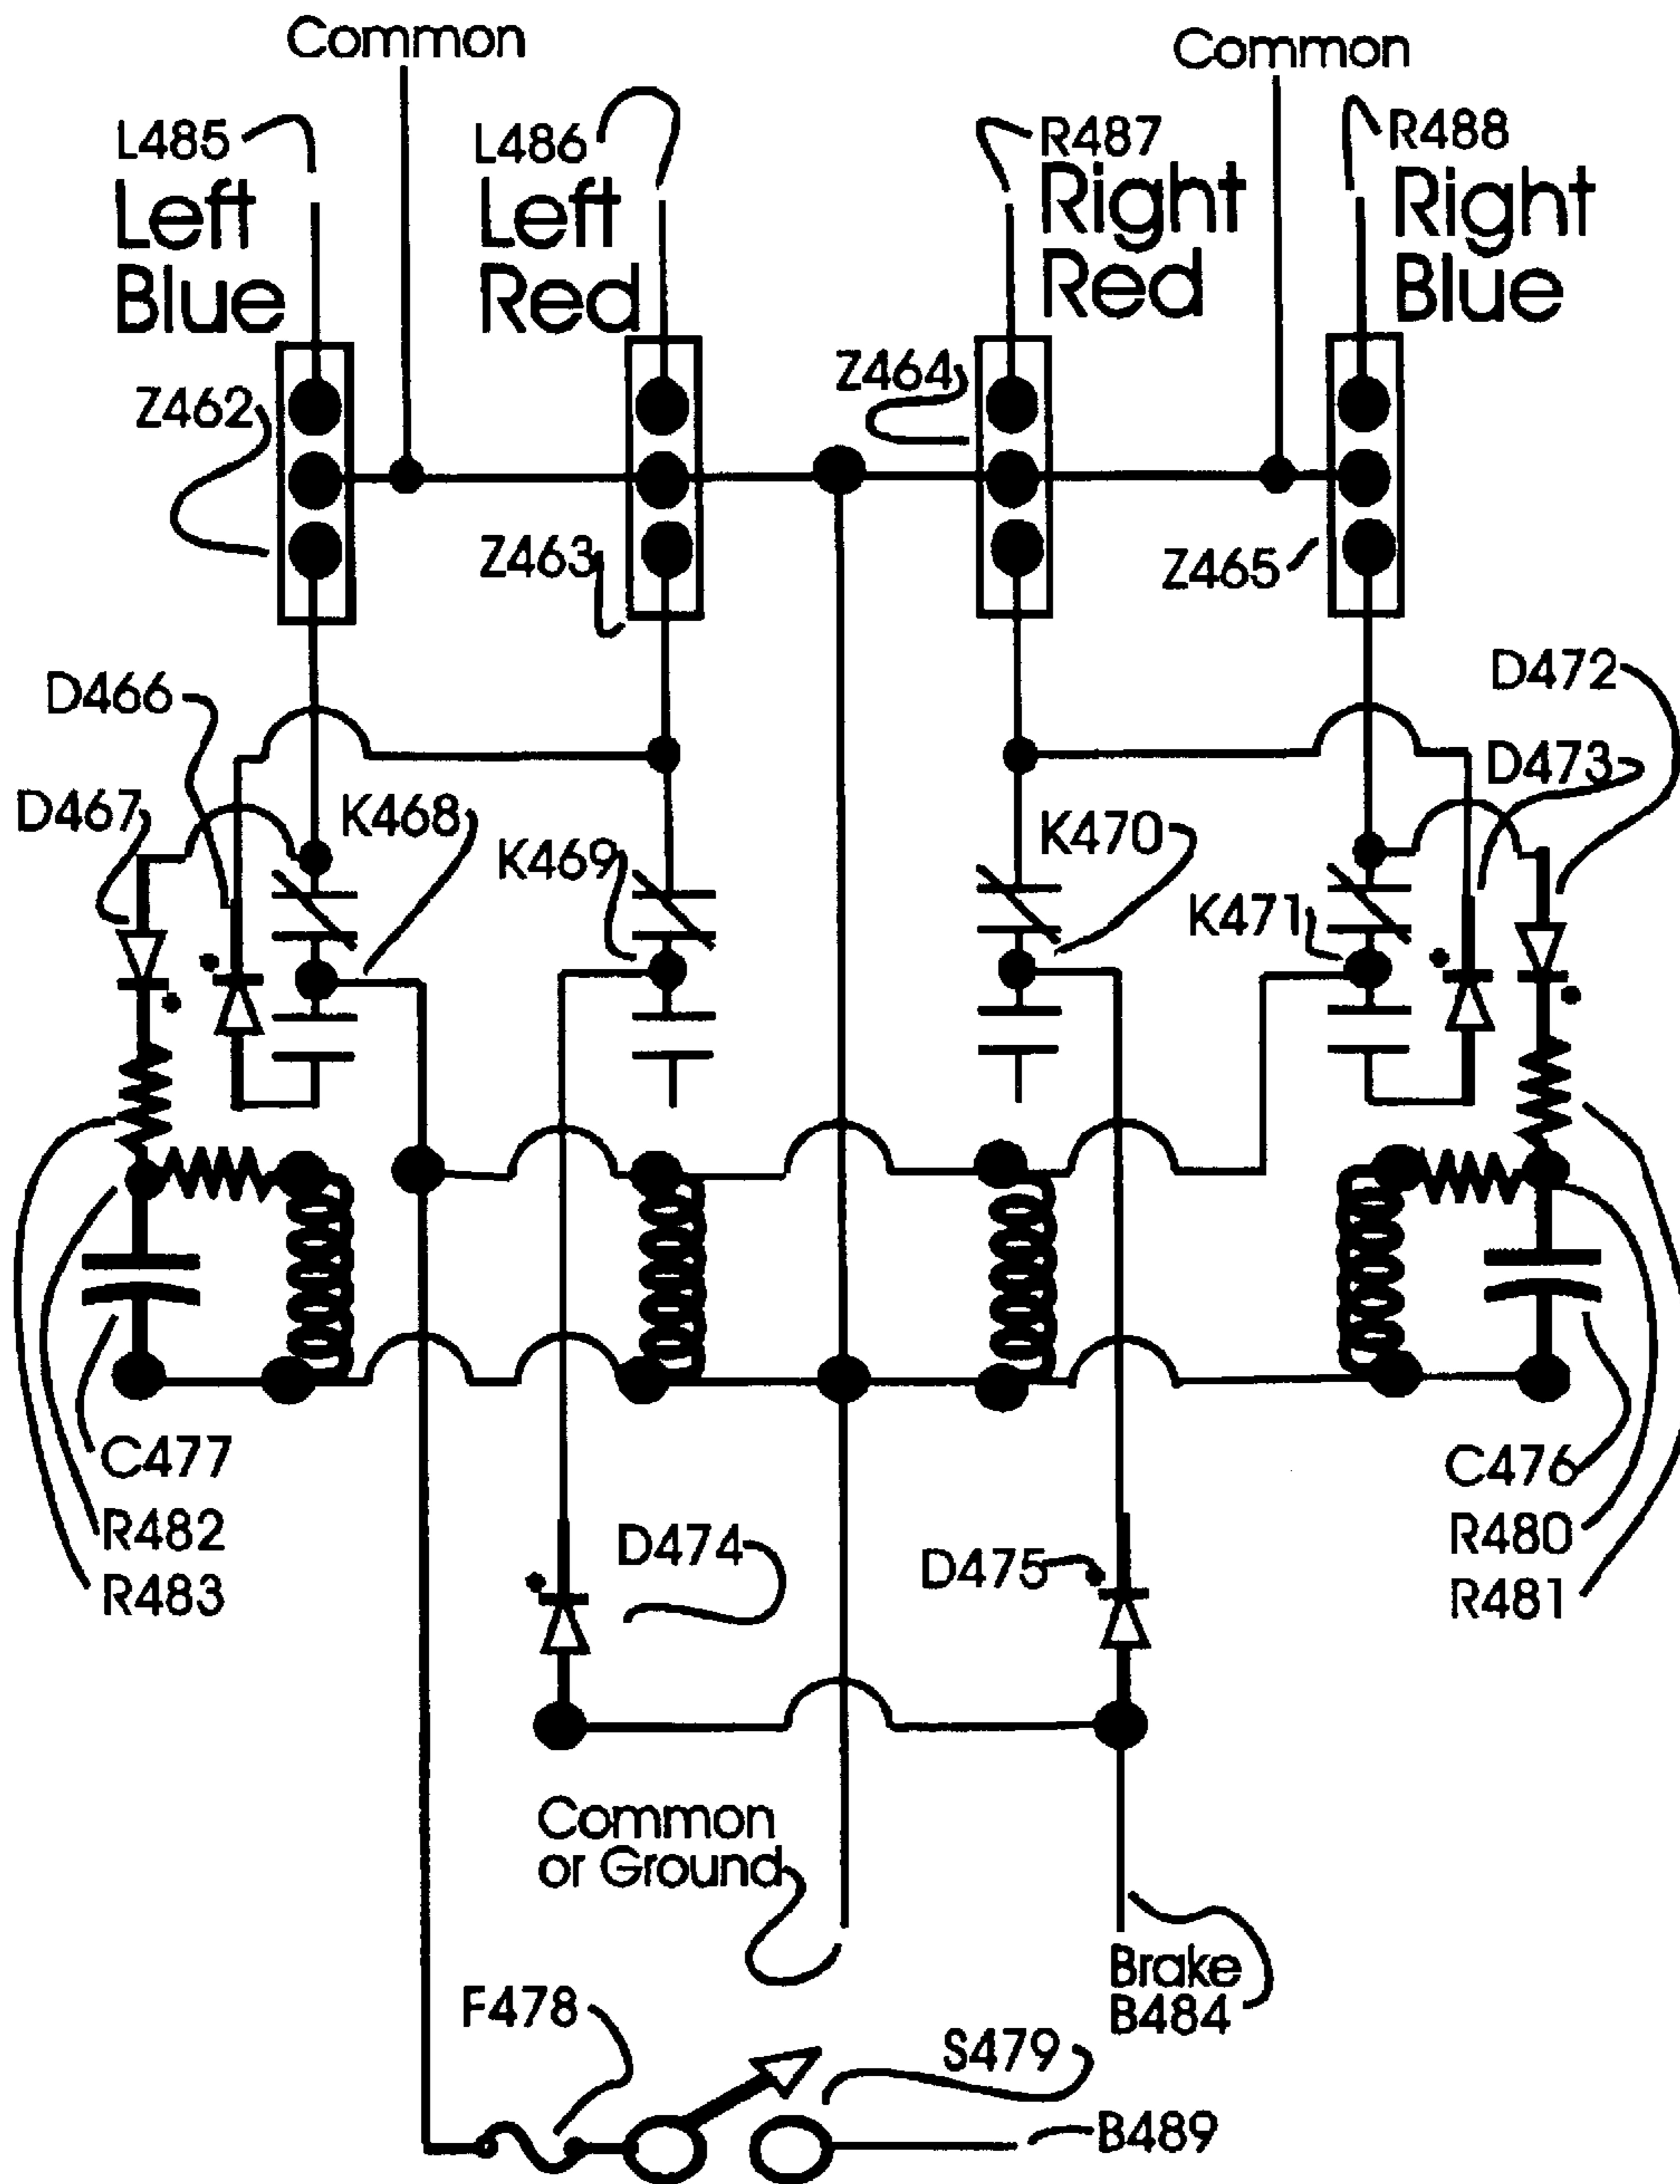 Common
Common
L485
Left
Blue
L486
Left
Red
R487
Right
Red
R488
Right
Blue
Z462
Z464
Z463
Z465
D466
D472
D467
K468
D473
K469
K470
K471
C477
R482
R483
C476
R480
R481
D474
D475
Common
or Ground
Brake
B484
F478
S479
B489